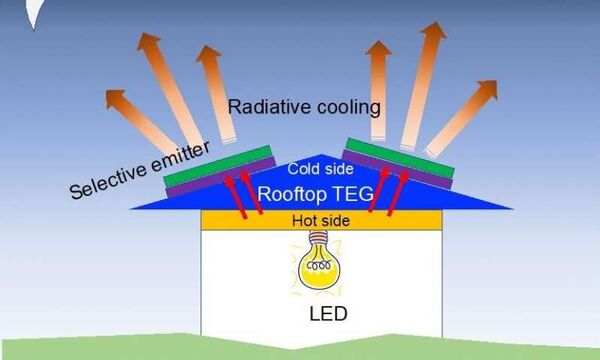 Radiative cooling
Selective emitter
Cold side
Rooftop TEG
Hot side
LED